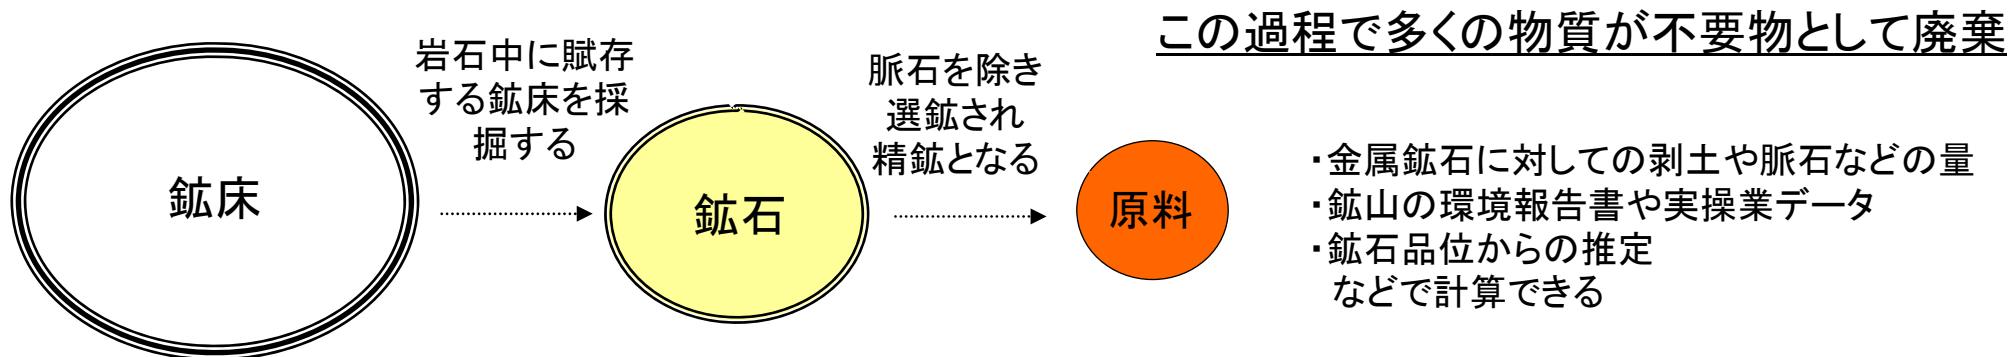 この過程で多くの物質が不要物として廃棄
岩石中に賦存
する鉱床を採
掘する
脈石を除き
選鉱され
精鉱となる
鉱床
鉱石
原料
・金属鉱石に対しての剥土や脈石などの量
・鉱山の環境報告書や実操業データ
・鉱石品位からの推定
などで計算できる